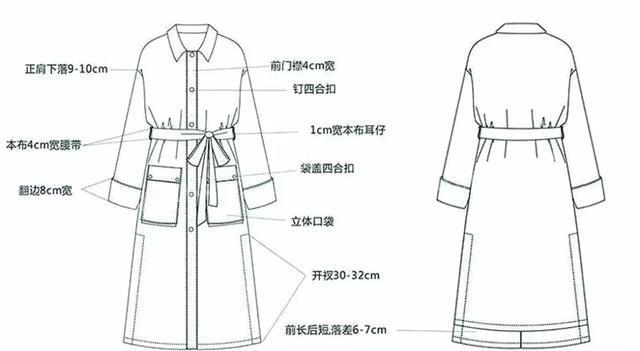 正肩下落9-10cm
前门襟4cm宽
钉四合扣
1cm宽本布耳仔
本布4cm宽腰带
袋盖四合扣
翻边8cm宽
立体口袋
开衩30-32cm
前长后短,落差6-7cm